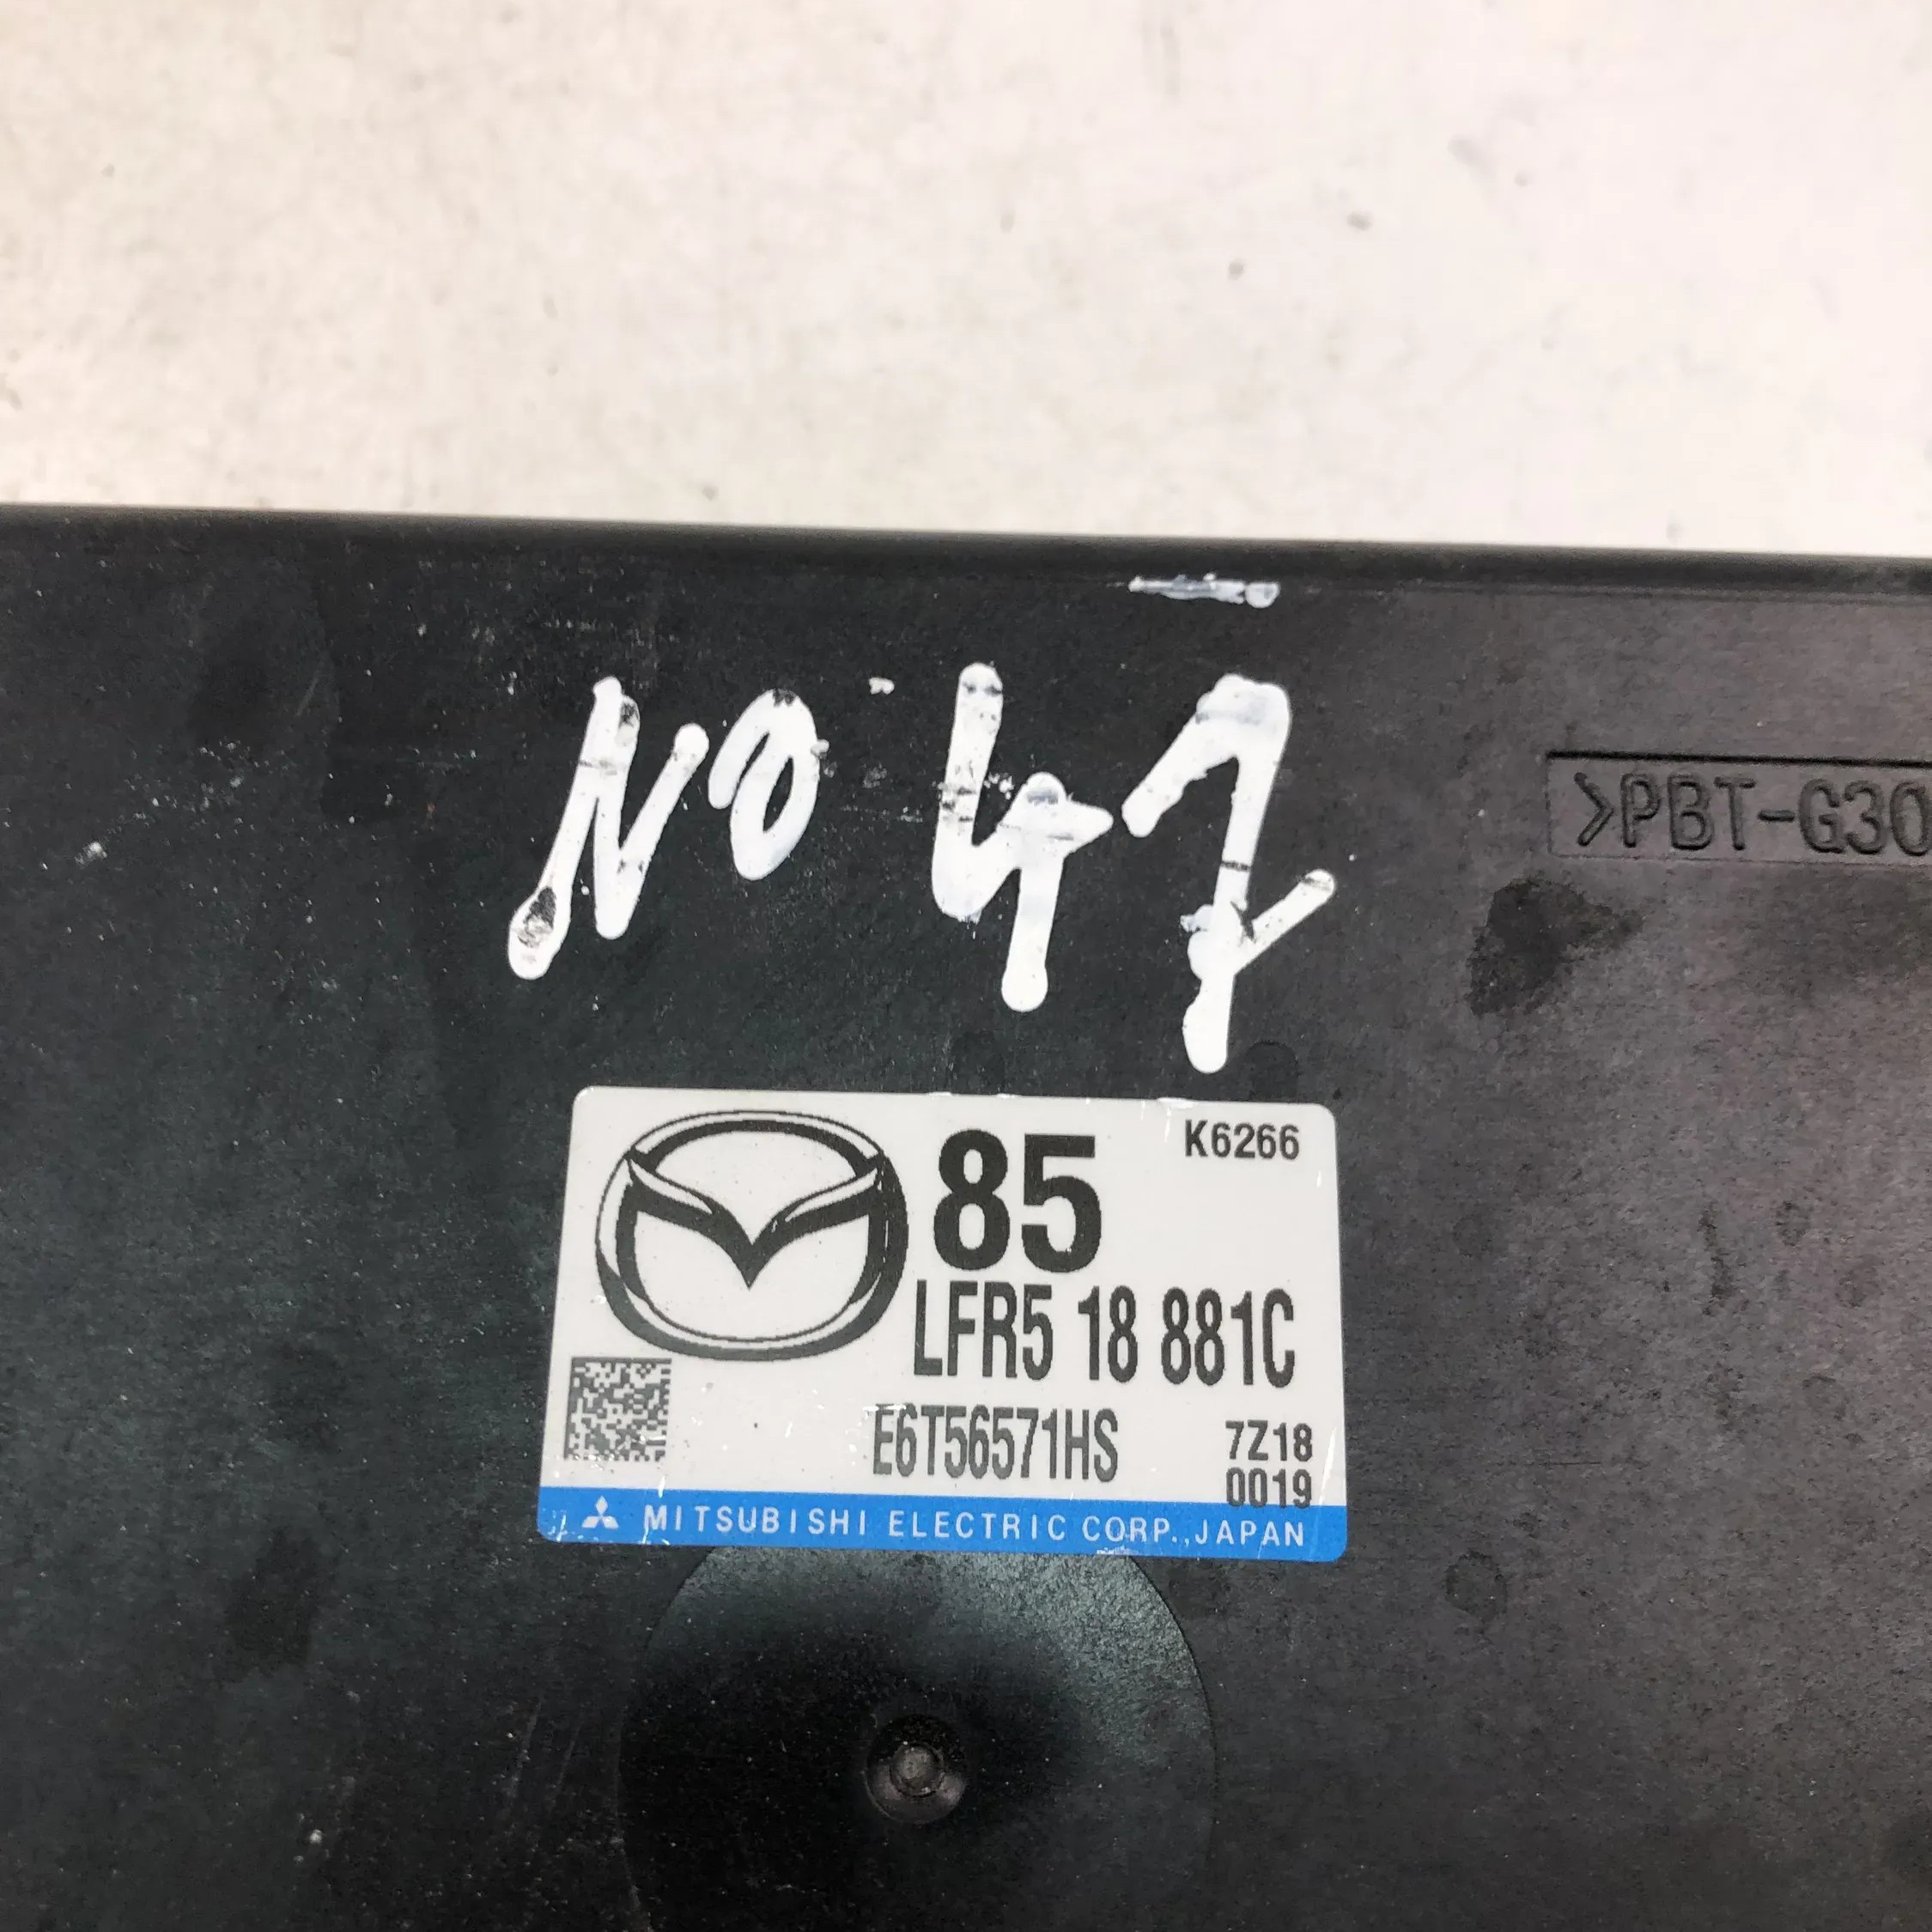 No 47
>PBT-G30
85
K6266
LFR5 18 881C
E6T56571HS
7Z18
0019
MITSUBISHI ELECTRIC CORP.,JAPAN